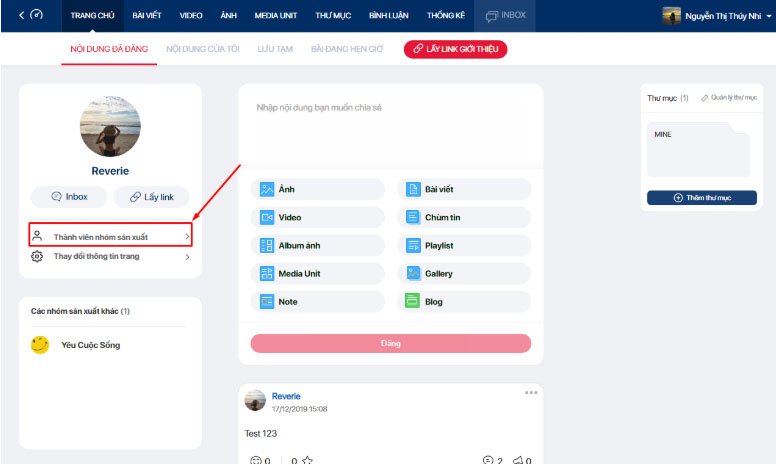 TRANG CHỦ BÀI VIẾT VIDEO ẢNH MEDIA UNIT THƯ MỤC BÌNH LUẬN THỐNG KÊ INBOX Nguyễn Thị Thúy Nhi
NỘI DUNG ĐÃ ĐĂNG NỘI DUNG CỦA TÔI LƯU TẠM BÀI ĐANG HẸN GIỜ LẤY LINK GIỚI THIỆU
Reverie
Inbox Lấy link
Thành viên nhóm sản xuất
Thay đổi thông tin trang
Các nhóm sản xuất khác (1)
Yêu Cuộc Sống
Nhập nội dung bạn muốn chia sẻ
Ảnh Bài viết
Video Chùm tin
Album ảnh Playlist
Media Unit Gallery
Note Blog
Đăng
Reverie
17/12/2019 15:08
Test 123
0 0 2 0
Thư mục (1) Quản lý thư mục
MINE
Thêm thư mục